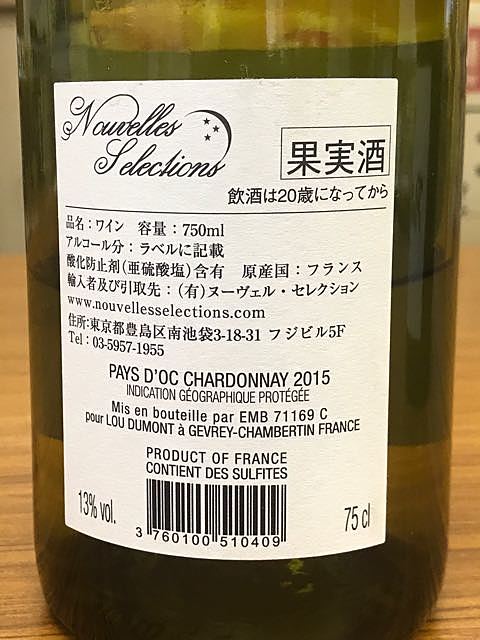 Nouvelles
Selections
果実酒
飲酒は20歳になってから
品名：ワイン 容量：750ml
アルコール分：ラベルに記載
酸化防止剤(亜硫酸塩)含有 原産国：フランス
輸入者及び引取先：(有)ヌーヴェル・セレクション
www.nouvellesselections.com
住所:東京都豊島区南池袋3-18-31 フジビル5F
Tel : 03-5957-1955
PAYS D'OC CHARDONNAY 2015
INDICATION GÉOGRAPHIQUE PROTÉGÉE
Mis en bouteille par EMB 71169 C
pour LOU DUMONT à GEVREY-CHAMBERTIN FRANCE
PRODUCT OF FRANCE
CONTIENT DES SULFITES
13% vol.
75 cl
3 760100 510409